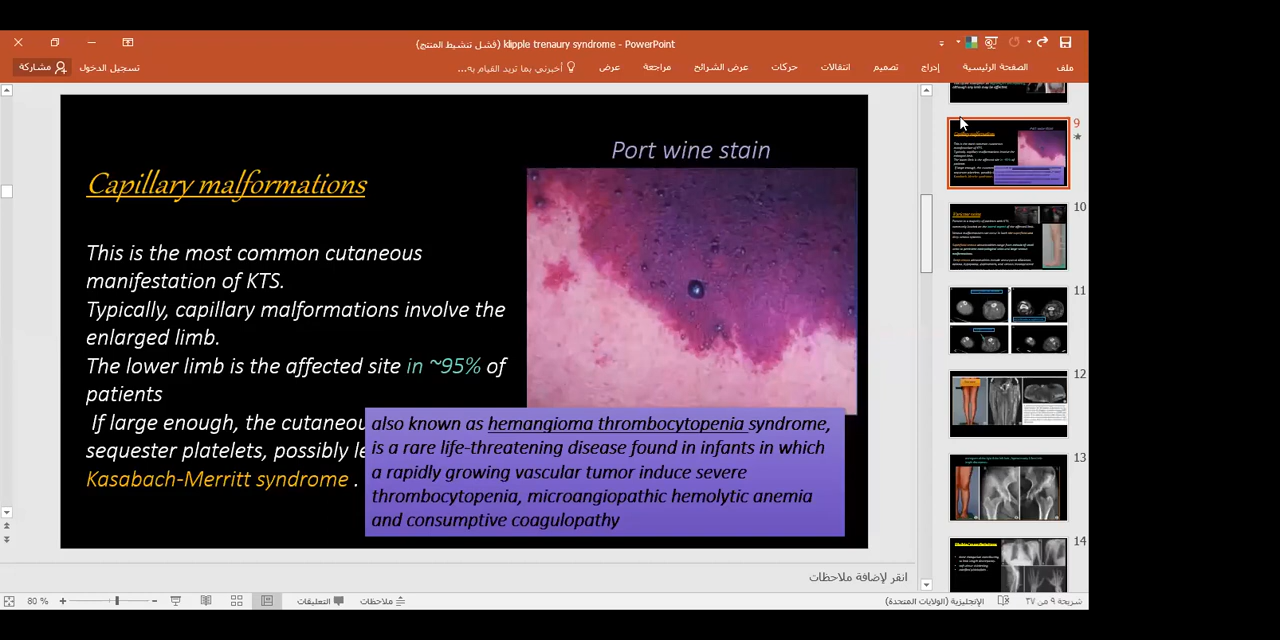 klipple trenaury syndrome - PowerPoint (فشل تنشيط المنتج)
ملف
الصفحة الرئيسية
إدراج
تصميم
انتقالات
حركات
عرض الشرائح
مراجعة
عرض
أخبرني بما تريد القيام به...
تسجيل الدخول
مشاركة
Port wine stain
Capillary malformations
This is the most common cutaneous
manifestation of KTS.
Typically, capillary malformations involve the
enlarged limb.
The lower limb is the affected site in ~95% of
patients
If large enough, the cutaneou
sequester platelets, possibly le
Kasabach-Merritt syndrome .
also known as hemangioma thrombocytopenia syndrome,
is a rare life-threatening disease found in infants in which
a rapidly growing vascular tumor induce severe
thrombocytopenia, microangiopathic hemolytic anemia
and consumptive coagulopathy
9
10
11
12
13
14
انقر لإضافة ملاحظات
شريحة ٩ من ٣٧
الإنجليزية (الولايات المتحدة)
ملاحظات
التعليقات
80 %